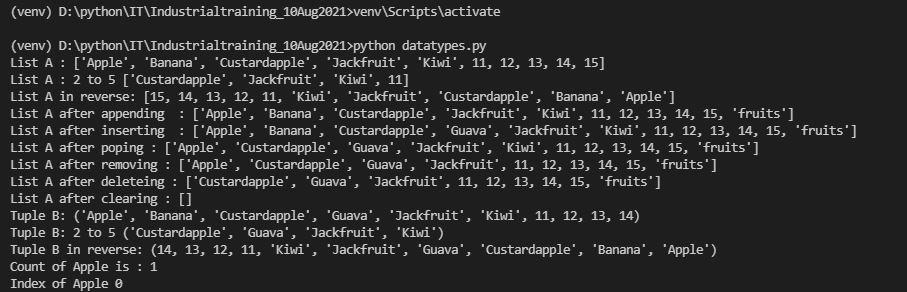 (venv) D:\python\IT\Industrialtraining_10Aug2021>venv\Scripts\activate
(venv) D:\python\IT\Industrialtraining_10Aug2021>python datatypes.py
List A : ['Apple', 'Banana', 'Custardapple', 'Jackfruit', 'Kiwi', 11, 12, 13, 14, 15]
List A : 2 to 5 ['Custardapple', 'Jackfruit', 'Kiwi', 11]
List A in reverse: [15, 14, 13, 12, 11, 'Kiwi', 'Jackfruit', 'Custardapple', 'Banana', 'Apple']
List A after appending  : ['Apple', 'Banana', 'Custardapple', 'Jackfruit', 'Kiwi', 11, 12, 13, 14, 15, 'fruits']
List A after inserting  : ['Apple', 'Banana', 'Custardapple', 'Guava', 'Jackfruit', 'Kiwi', 11, 12, 13, 14, 15, 'fruits']
List A after poping : ['Apple', 'Custardapple', 'Guava', 'Jackfruit', 'Kiwi', 11, 12, 13, 14, 15, 'fruits']
List A after removing : ['Apple', 'Custardapple', 'Guava', 'Jackfruit', 11, 12, 13, 14, 15, 'fruits']
List A after deleteing : ['Custardapple', 'Guava', 'Jackfruit', 11, 12, 13, 14, 15, 'fruits']
List A after clearing : []
Tuple B: ('Apple', 'Banana', 'Custardapple', 'Guava', 'Jackfruit', 'Kiwi', 11, 12, 13, 14)
Tuple B: 2 to 5 ('Custardapple', 'Guava', 'Jackfruit', 'Kiwi')
Tuple B in reverse: (14, 13, 12, 11, 'Kiwi', 'Jackfruit', 'Guava', 'Custardapple', 'Banana', 'Apple')
Count of Apple is : 1
Index of Apple 0